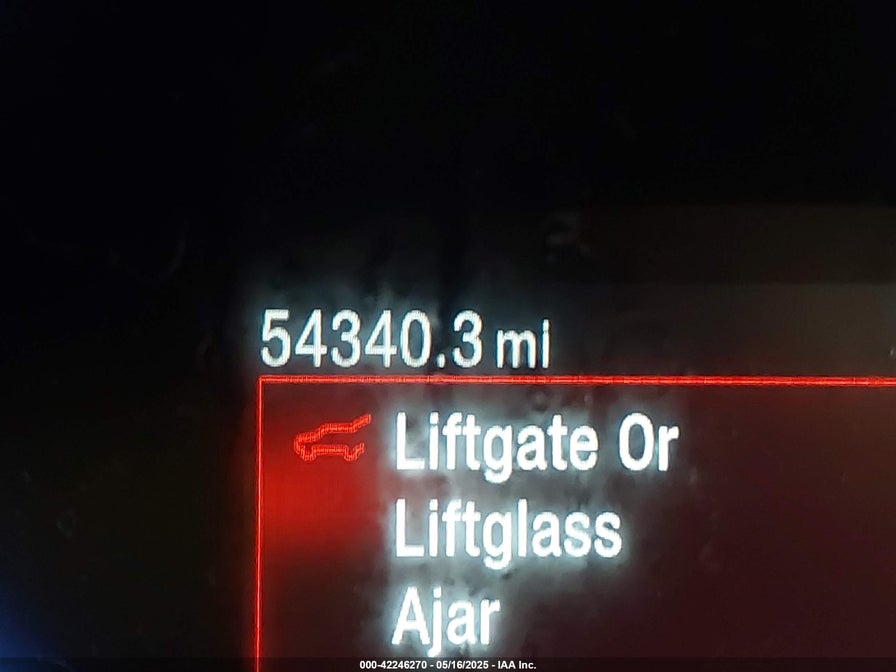 54340.3 mi
Liftgate Or
Liftglass
Ajar
000-42246270 - 05/16/2025 - IAA Inc.